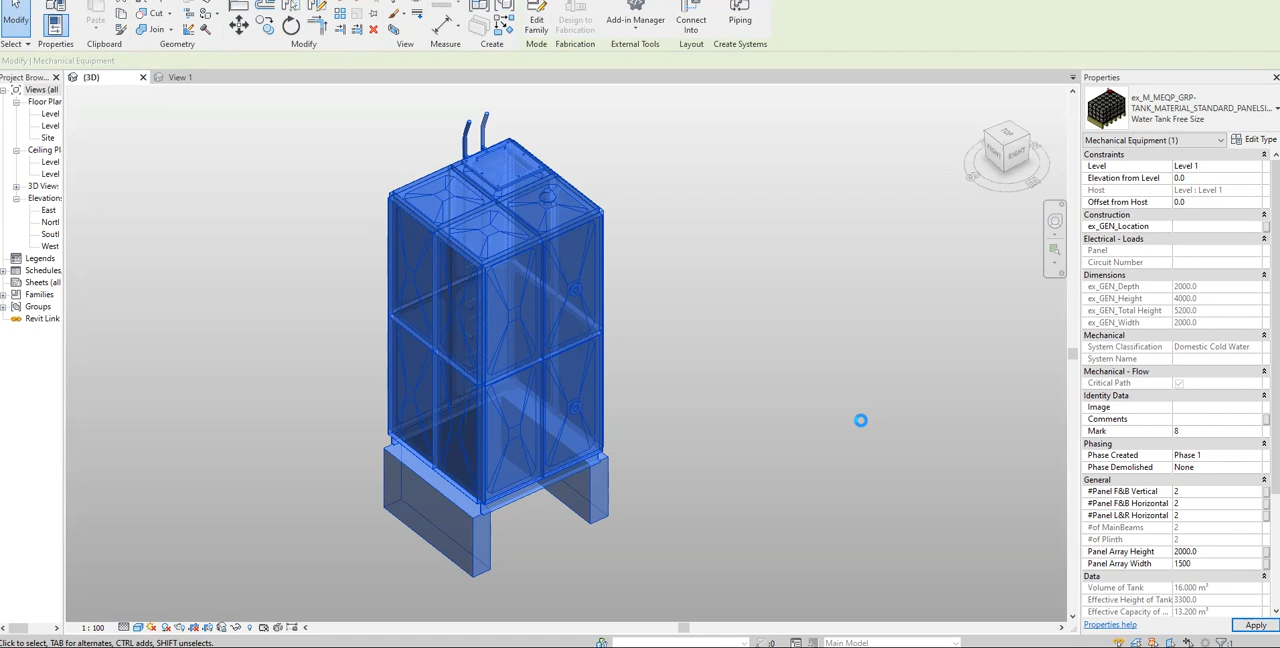 Modify
Select
Properties
Paste
Clipboard
Cut
Join
Geometry
Modify
View
Measure
Create
Edit
Family
Mode
Design to
Fabrication
Fabrication
Add-in Manager
External Tools
Connect
Into
Layout
Piping
Create Systems
Modify | Mechanical Equipment
Project Brow...
(3D)
View 1
Views (all
Floor Plan
Level
Level
Site
Ceiling Pl
Level
Level
3D View:
Elevations
East
North
South
West
Legends
Schedules,
Sheets (all
Families
Groups
Revit Link
TOP
FRONT
RIGHT
Properties
ex_M_MEQP_GRP-
TANK_MATERIAL_STANDARD_PANELSI...
Water Tank Free Size
Mechanical Equipment (1)
Edit Type
Constraints
Level Level 1
Elevation from Level 0.0
Host Level : Level 1
Offset from Host 0.0
Construction
ex_GEN_Location
Electrical - Loads
Panel
Circuit Number
Dimensions
ex_GEN_Depth 2000.0
ex_GEN_Height 4000.0
ex_GEN_Total Height 5200.0
ex_GEN_Width 2000.0
Mechanical
System Classification Domestic Cold Water
System Name
Mechanical - Flow
Critical Path
Identity Data
Image
Comments
Mark 8
Phasing
Phase Created Phase 1
Phase Demolished None
General
#Panel F&B Vertical 2
#Panel F&B Horizontal 2
#Panel L&R Horizontal 2
#of MainBeams 2
#of Plinth 2
Panel Array Height 2000.0
Panel Array Width 1500
Data
Volume of Tank 16.000 m³
Effective Height of Tank 3300.0
Effective Capacity of ... 13.200 m³
Properties help
Apply
1 : 100
Click to select, TAB for alternates, CTRL adds, SHIFT unselects.
:0
Main Model
:1